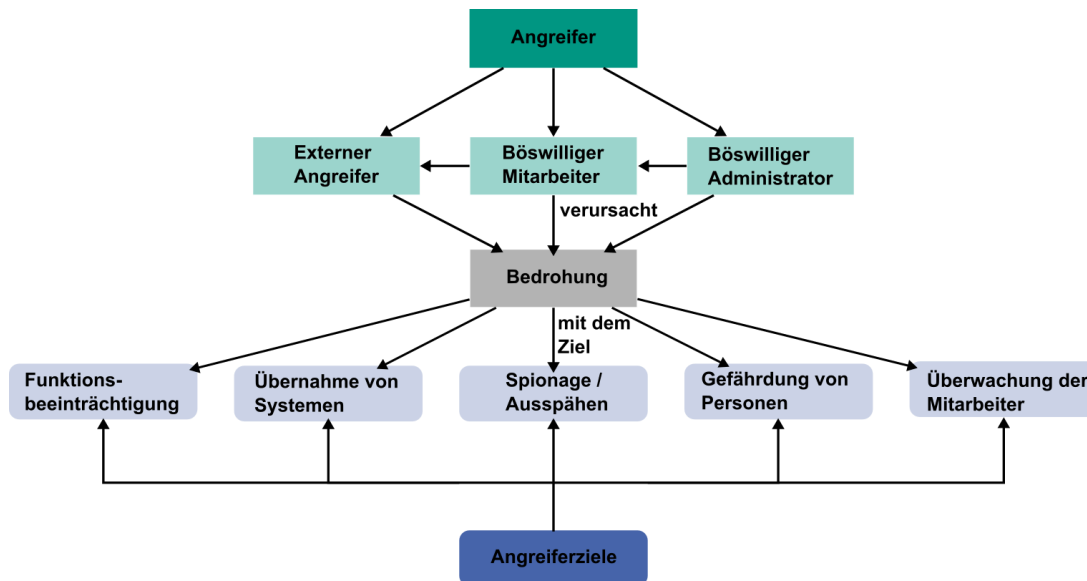 Angreifer
Externer
Angreifer
Böswilliger
Mitarbeiter
Böswilliger
Administrator
verursacht
Bedrohung
mit dem
Ziel
Funktions-
beeinträchtigung
Übernahme von
Systemen
Spionage /
Ausspähen
Gefährdung von
Personen
Überwachung der
Mitarbeiter
Angreiferziele